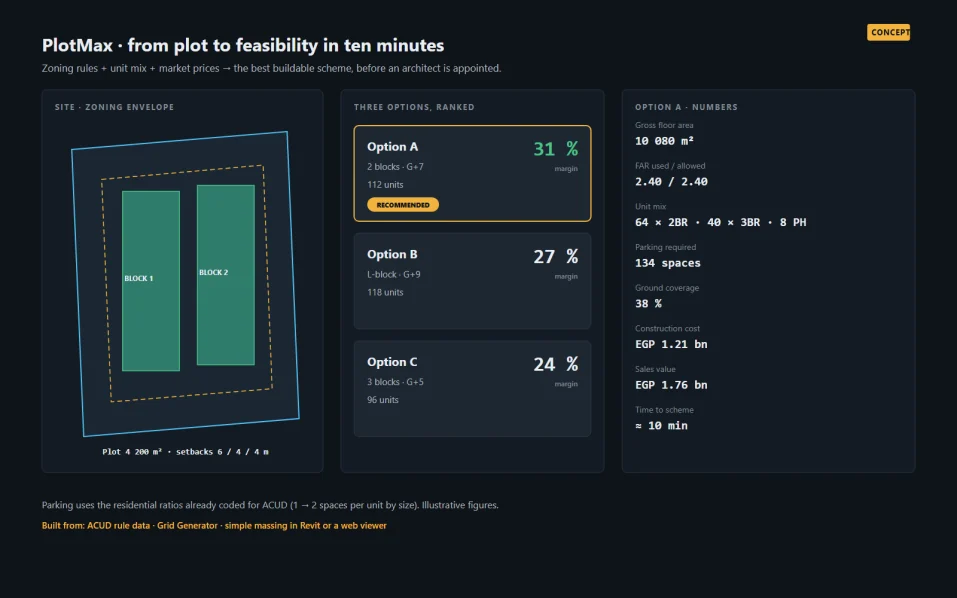 CONCEPT
PlotMax · from plot to feasibility in ten minutes
Zoning rules + unit mix + market prices → the best buildable scheme, before an architect is appointed.
SITE · ZONING ENVELOPE
BLOCK 1
BLOCK 2
Plot 4 200 m² · setbacks 6 / 4 / 4 m
THREE OPTIONS, RANKED
Option A
31 %
2 blocks · G+7
margin
112 units
RECOMMENDED
Option B
27 %
L-block · G+9
margin
118 units
Option C
24 %
3 blocks · G+5
margin
96 units
OPTION A · NUMBERS
Gross floor area
10 080 m²
FAR used / allowed
2.40 / 2.40
Unit mix
64 × 2BR · 40 × 3BR · 8 PH
Parking required
134 spaces
Ground coverage
38 %
Construction cost
EGP 1.21 bn
Sales value
EGP 1.76 bn
Time to scheme
≈ 10 min
Parking uses the residential ratios already coded for ACUD (1 → 2 spaces per unit by size). Illustrative figures.
Built from: ACUD rule data · Grid Generator · simple massing in Revit or a web viewer